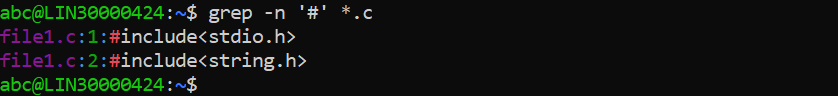 abc@LIN30000424:~$ grep -n '#' *.c
file1.c:1:#include<stdio.h>
file1.c:2:#include<string.h>
abc@LIN30000424:~$